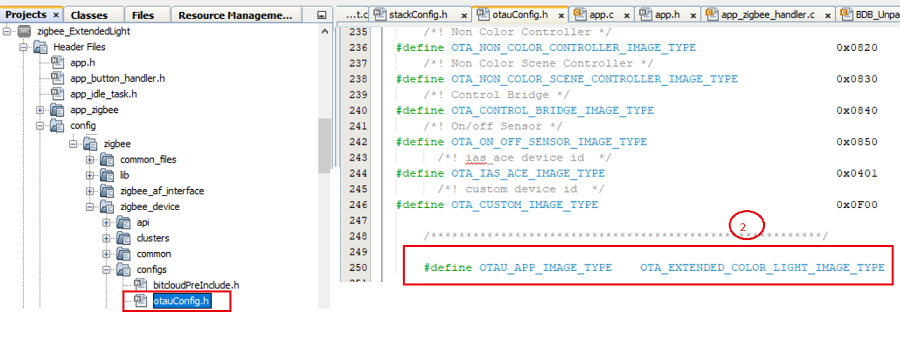 Projects × Classes Files Resource Manageme...
zigbee_ExtendedLight
Header Files
app.h
app_button_handler.h
app_idle_task.h
app_zigbee
config
zigbee
common_files
lib
zigbee_af_interface
zigbee_device
api
clusters
common
configs
bitcloudPreInclude.h
otauConfig.h
...t.c stackConfig.h × otauConfig.h × app.c × app.h × app_zigbee_handler.c × BDB_Unpa
235 /*! Non Color Controller */
236 #define OTA_NON_COLOR_CONTROLLER_IMAGE_TYPE 0x0820
237 /*! Non Color Scene Controller */
238 #define OTA_NON_COLOR_SCENE_CONTROLLER_IMAGE_TYPE 0x0830
239 /*! Control Bridge */
240 #define OTA_CONTROL_BRIDGE_IMAGE_TYPE 0x0840
241 /*! On/off Sensor */
242 #define OTA_ON_OFF_SENSOR_IMAGE_TYPE 0x0850
243 /*! ias ace device id */
244 #define OTA_IAS_ACE_IMAGE_TYPE 0x0401
245 /*! custom device id */
246 #define OTA_CUSTOM_IMAGE_TYPE 0x0F00
247
2
248 /******************************************************/
249
250 #define OTAU_APP_IMAGE_TYPE OTA_EXTENDED_COLOR_LIGHT_IMAGE_TYPE